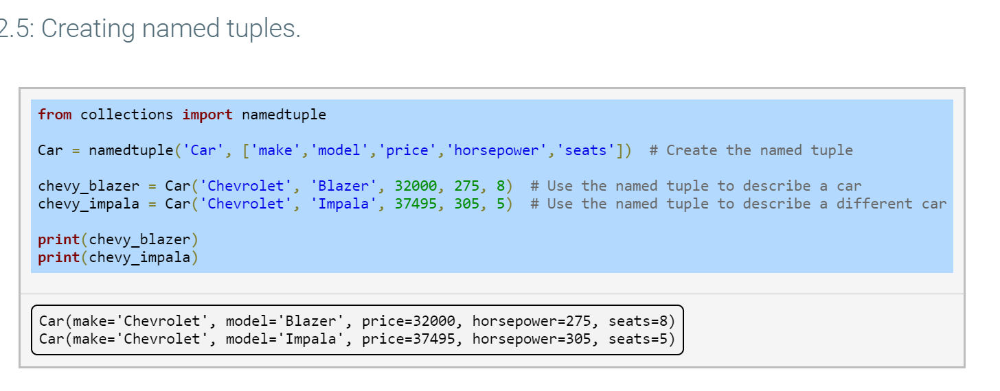 2.5: Creating named tuples.
from collections import namedtuple
Car = namedtuple('Car', ['make','model','price','horsepower','seats'])  # Create the named tuple
chevy_blazer = Car('Chevrolet', 'Blazer', 32000, 275, 8)  # Use the named tuple to describe a car
chevy_impala = Car('Chevrolet', 'Impala', 37495, 305, 5)  # Use the named tuple to describe a different car
print(chevy_blazer)
print(chevy_impala)
Car(make='Chevrolet', model='Blazer', price=32000, horsepower=275, seats=8)
Car(make='Chevrolet', model='Impala', price=37495, horsepower=305, seats=5)